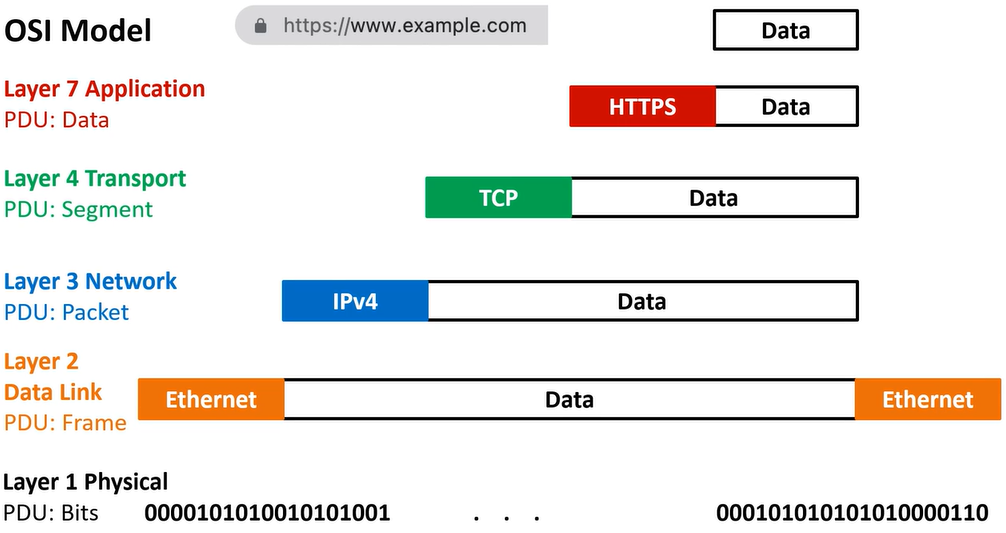 OSI Model
https://www.example.com
Data
Layer 7 Application
PDU: Data
HTTPS
Data
Layer 4 Transport
PDU: Segment
TCP
Data
Layer 3 Network
PDU: Packet
IPv4
Data
Layer 2
Data Link
PDU: Frame
Ethernet
Data
Ethernet
Layer 1 Physical
PDU: Bits
0000101010010101001
. . .
000101010101010000110